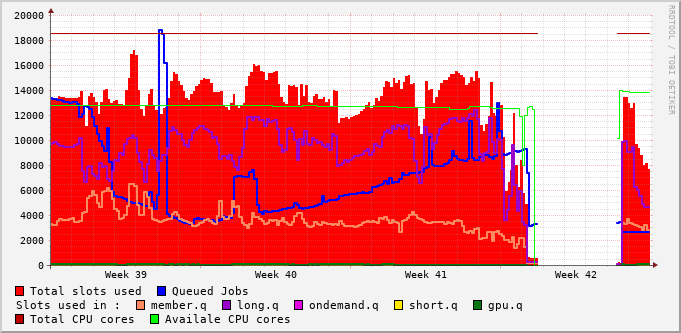 20000
18000
16000
14000
12000
10000
8000
6000
4000
2000
0
Week 39 Week 40 Week 41 Week 42
RRDTOOL / TOBI OETIKER
Total slots used Queued Jobs
Slots used in : member.q long.q ondemand.q short.q gpu.q
Total CPU cores Availale CPU cores